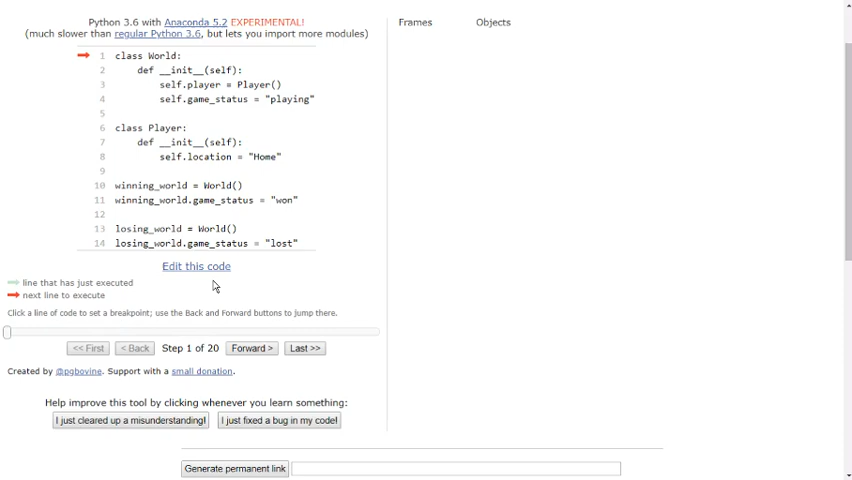 Python 3.6 with Anaconda 5.2 EXPERIMENTAL!
(much slower than regular Python 3.6, but lets you import more modules)
1 class World:
2     def __init__(self):
3         self.player = Player()
4         self.game_status = "playing"
5
6 class Player:
7     def __init__(self):
8         self.location = "Home"
9
10 winning_world = World()
11 winning_world.game_status = "won"
12
13 losing_world = World()
14 losing_world.game_status = "lost"
Edit this code
line that has just executed
next line to execute
Click a line of code to set a breakpoint; use the Back and Forward buttons to jump there.
<< First < Back Step 1 of 20 Forward > Last >>
Created by @pgbovine. Support with a small donation.
Help improve this tool by clicking whenever you learn something:
I just cleared up a misunderstanding! I just fixed a bug in my code!
Generate permanent link
Frames Objects